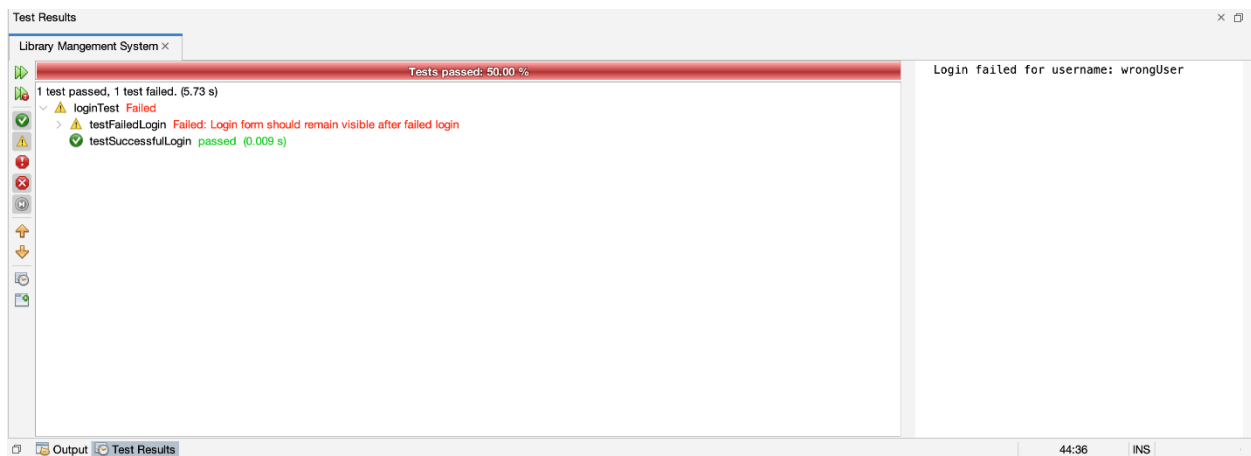 Test Results
Library Mangement System
Tests passed: 50.00 %
1 test passed, 1 test failed. (5.73 s)
loginTest Failed
testFailedLogin Failed: Login form should remain visible after failed login
testSuccessfulLogin passed (0.009 s)
Login failed for username: wrongUser
Output Test Results 44:36 INS